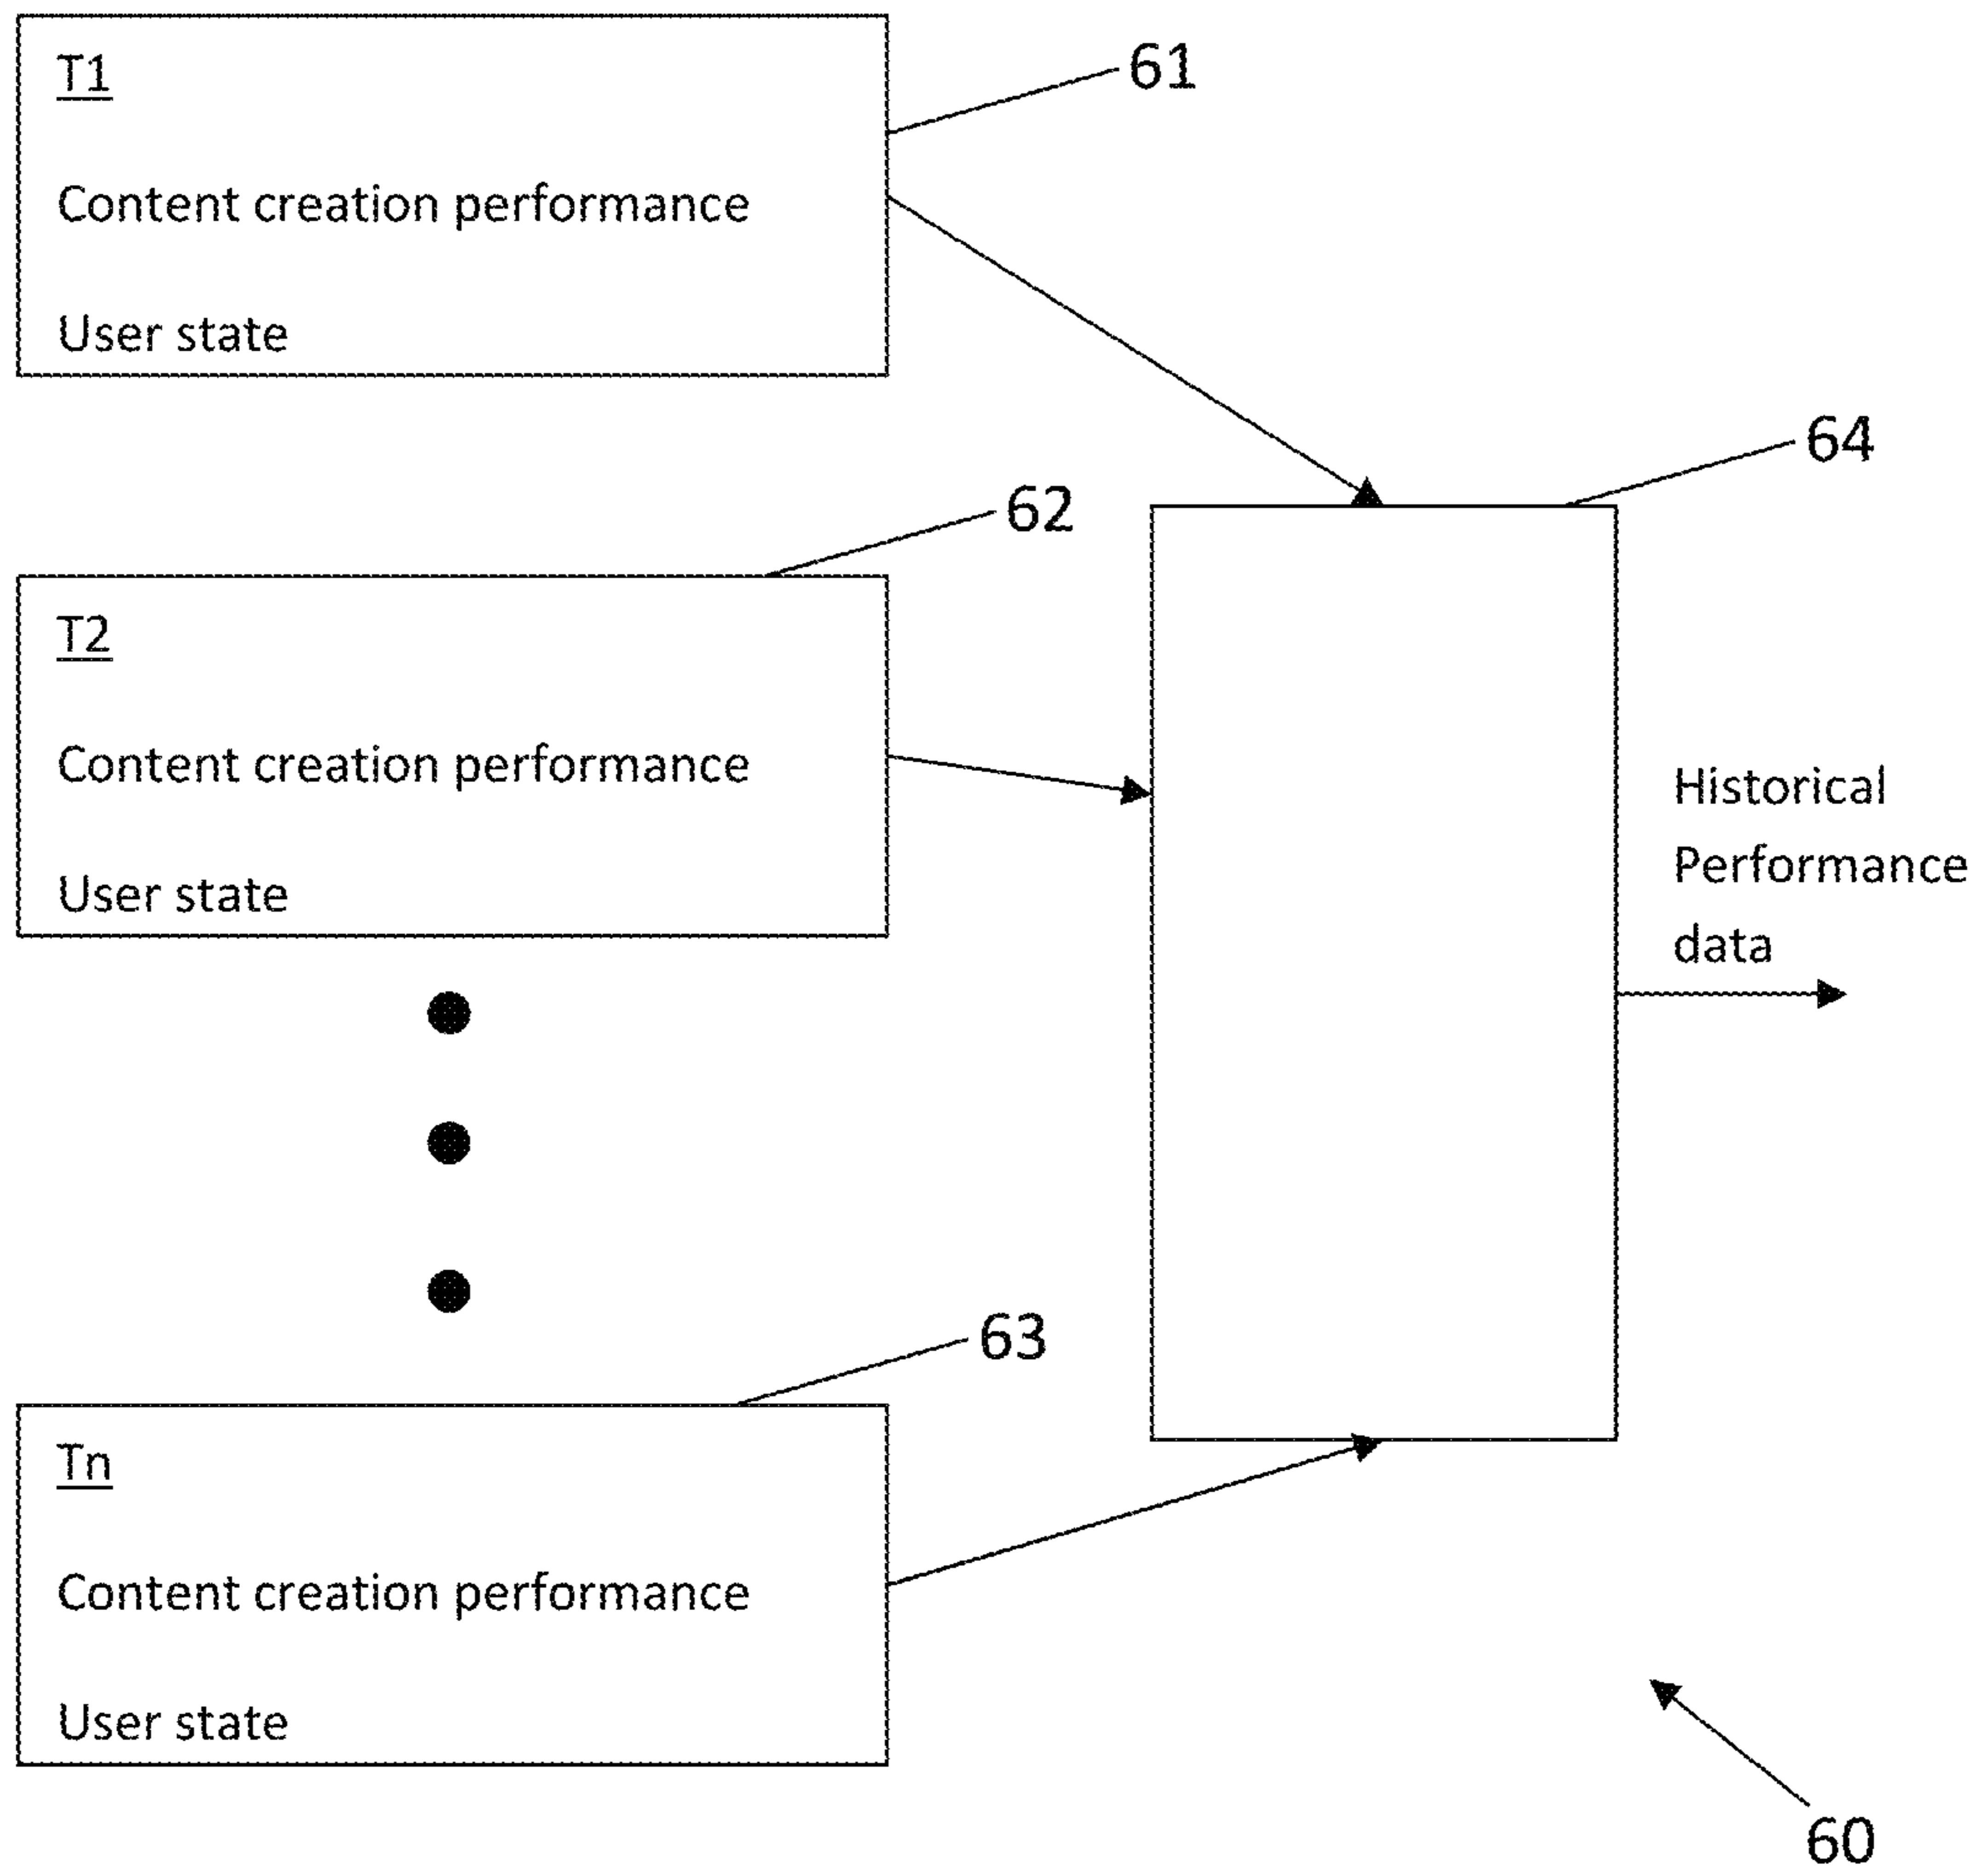 T1
61
Content creation performance
User state
64
62
T2
Content creation performance
User state
Historical
Performance
data
63
Tn
Content creation performance
User state
60